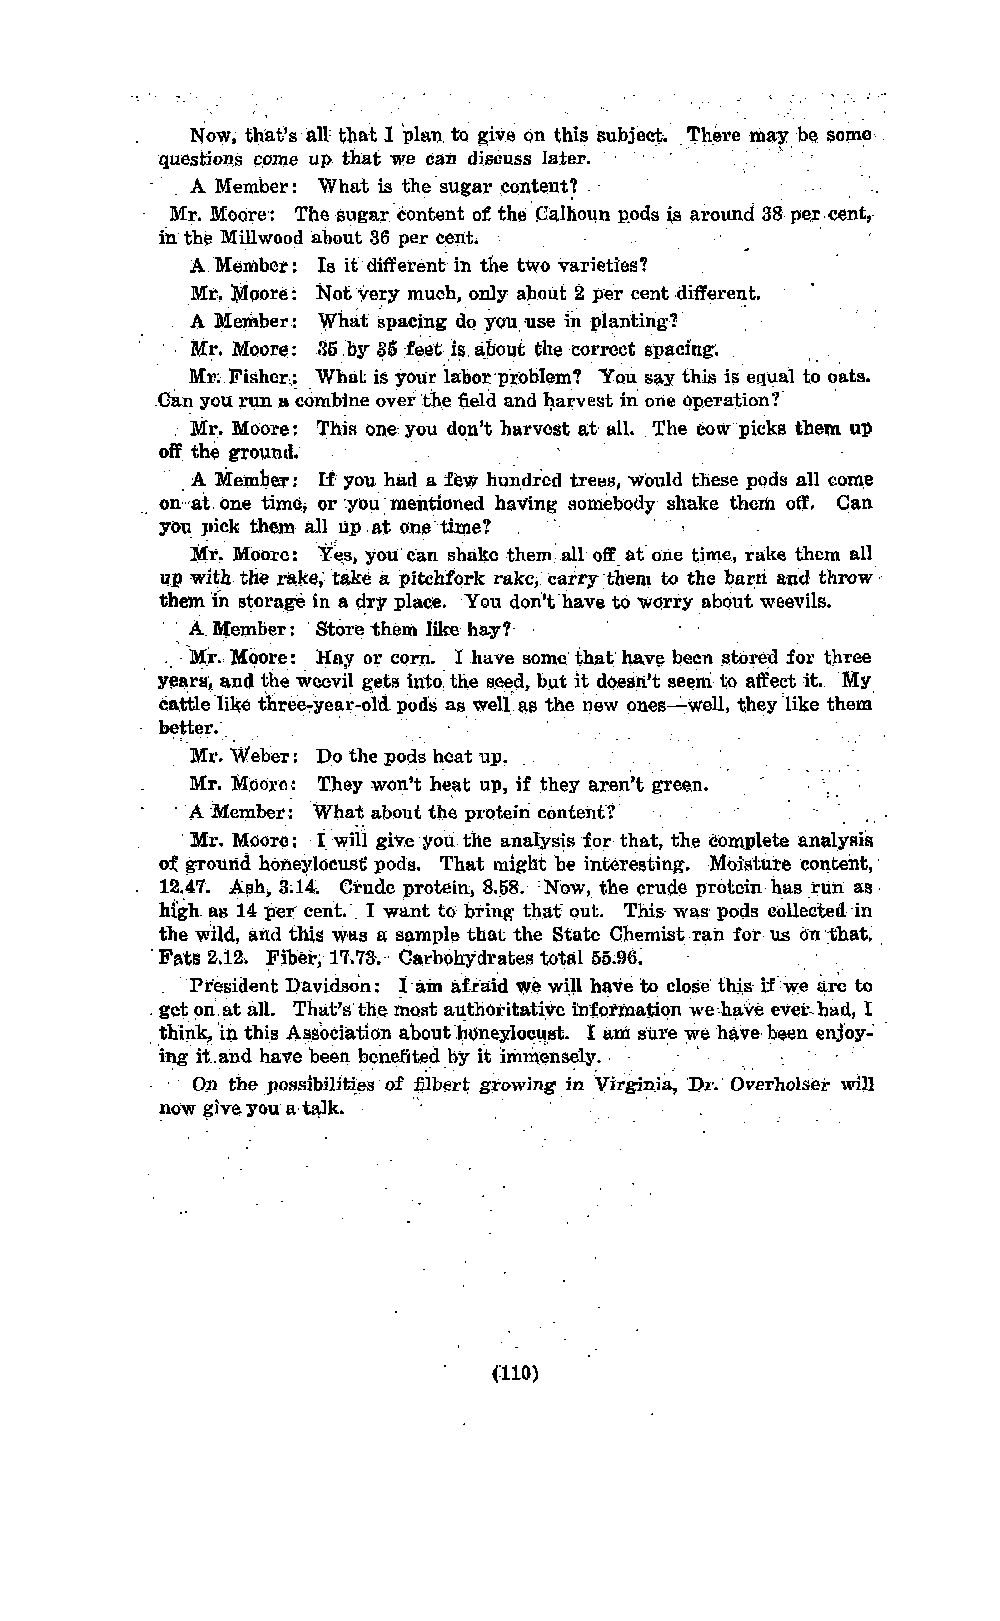 Now, that's all that I plan to give on this subject. There may be some
questions come up that we can discuss later.
A Member: What is the sugar content?
Mr. Moore: The sugar content of the Calhoun pods is around 38 per cent,
in the Millwood about 36 per cent.
A Member: Is it different in the two varieties?
Mr. Moore: Not very much, only about 2 per cent different.
A Member: What spacing do you use in planting?
Mr. Moore: 35 by 35 feet is about the correct spacing.
Mr. Fisher: What is your labor problem? You say this is equal to oats.
Can you run a combine over the field and harvest in one operation?
Mr. Moore: This one you don't harvest at all. The cow picks them up
off the ground.
A Member: If you had a few hundred trees, would these pods all come
on at one time, or you mentioned having somebody shake them off. Can
you pick them all up at one time?
Mr. Moore: Yes, you can shake them all off at one time, rake them all
up with the rake, take a pitchfork rake, carry them to the barn and throw
them in storage in a dry place. You don't have to worry about weevils.
A Member: Store them like hay?
Mr. Moore: Hay or corn. I have some that have been stored for three
years, and the weevil gets into the seed, but it doesn't seem to affect it. My
cattle like three-year-old pods as well as the new ones—well, they like them
better.
Mr. Weber: Do the pods heat up.
Mr. Moore: They won't heat up, if they aren't green.
A Member: What about the protein content?
Mr. Moore: I will give you the analysis for that, the complete analysis
of ground honeylocust pods. That might be interesting. Moisture content,
12.47. Ash, 3.14. Crude protein, 8.58. Now, the crude protein has run as
high as 14 per cent. I want to bring that out. This was pods collected in
the wild, and this was a sample that the State Chemist ran for us on that.
Fats 2.12. Fiber, 17.73. Carbohydrates total 55.96.
President Davidson: I am afraid we will have to close this if we are to
get on at all. That's the most authoritative information we have ever had, I
think, in this Association about honeylocust. I am sure we have been enjoy-
ing it and have been benefited by it immensely.
On the possibilities of filbert growing in Virginia, Dr. Overholser will
now give you a talk.
(110)